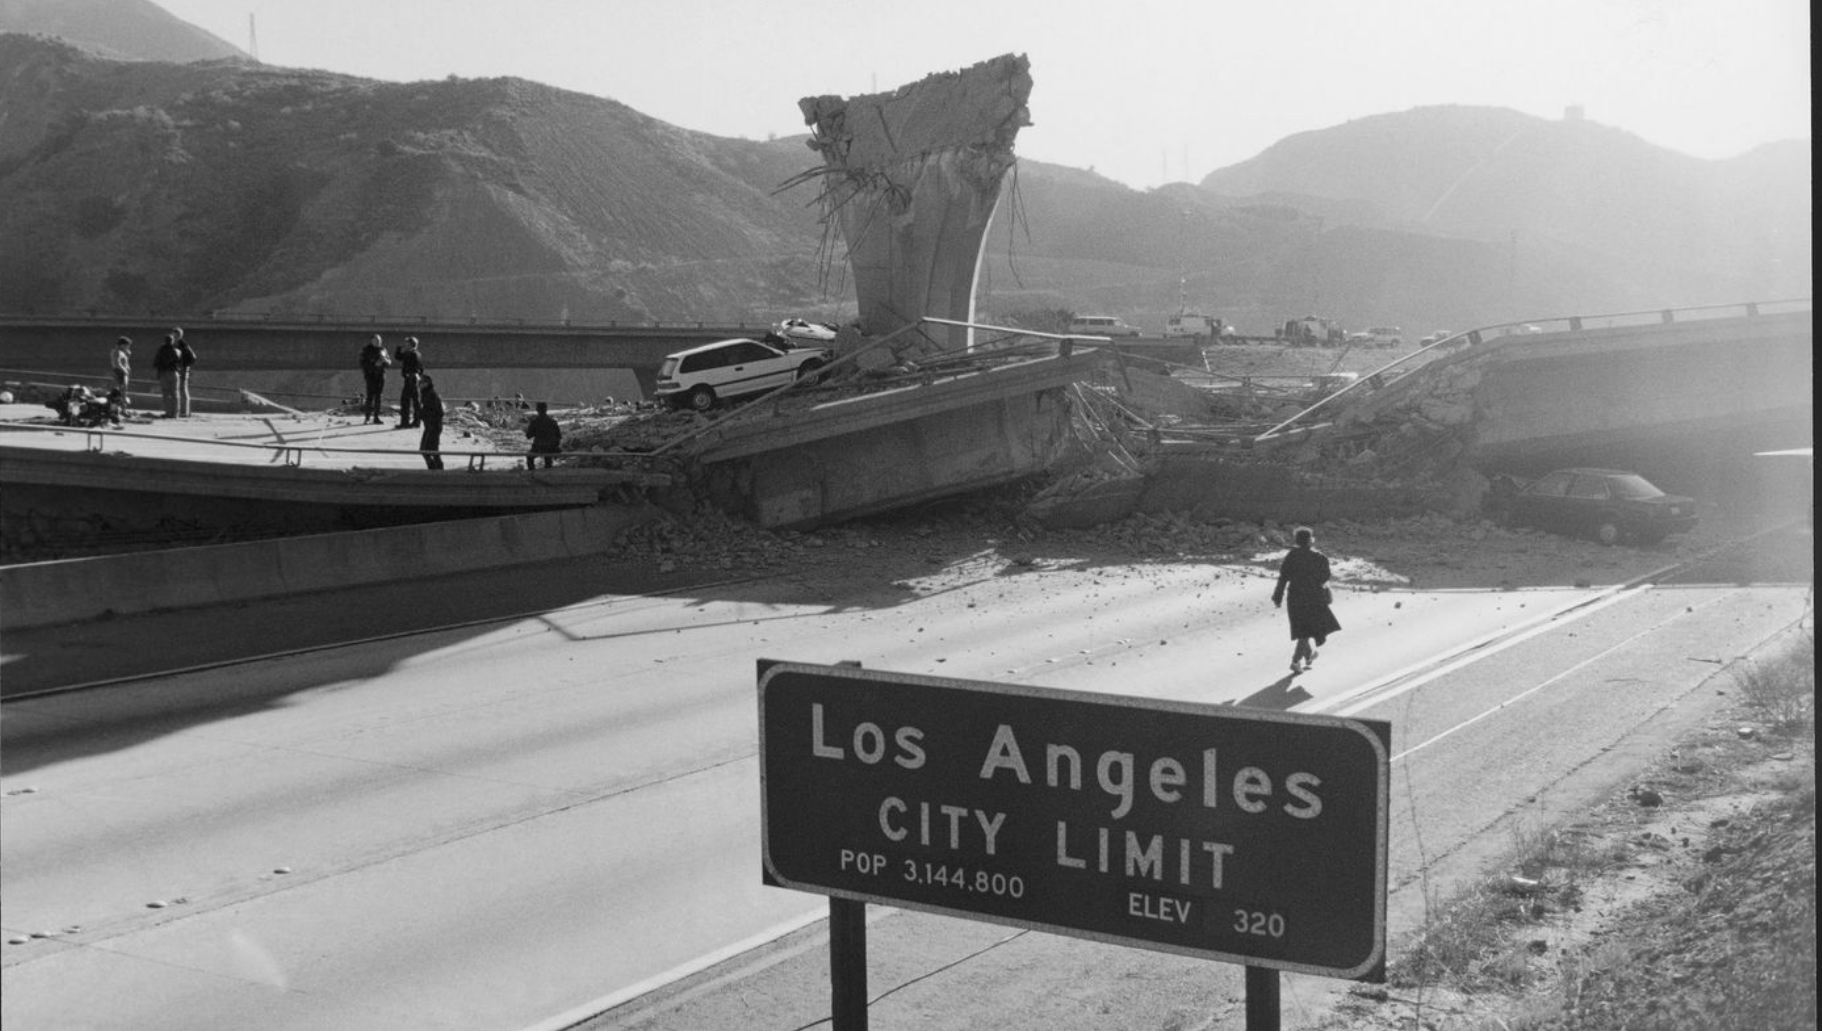 Los Angeles
CITY LIMIT
POP 3,144,800 ELEV 320